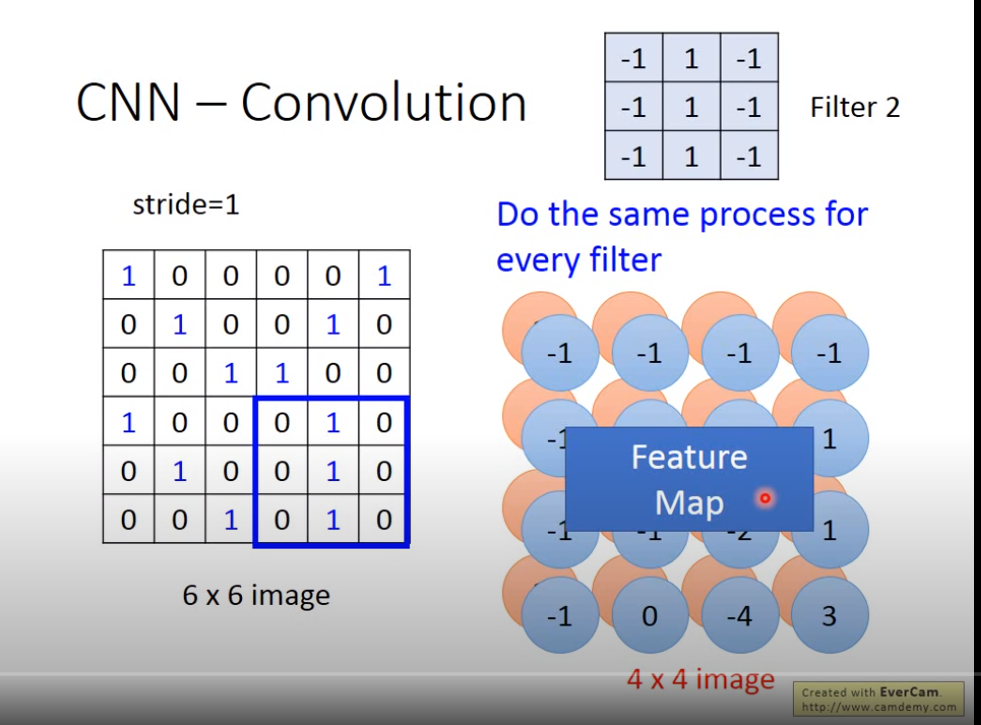 CNN – Convolution
-1 1 -1
-1 1 -1
-1 1 -1
Filter 2
stride=1
Do the same process for
every filter
1 0 0 0 0 1
0 1 0 0 1 0
0 0 1 1 0 0
1 0 0 0 1 0
0 1 0 0 1 0
0 0 1 0 1 0
6 x 6 image
-1 -1 -1 -1
-1 1
Feature
Map
-1 -1 -2 1
-1 0 -4 3
4 x 4 image
Created with EverCam.
http://www.camdemy.com